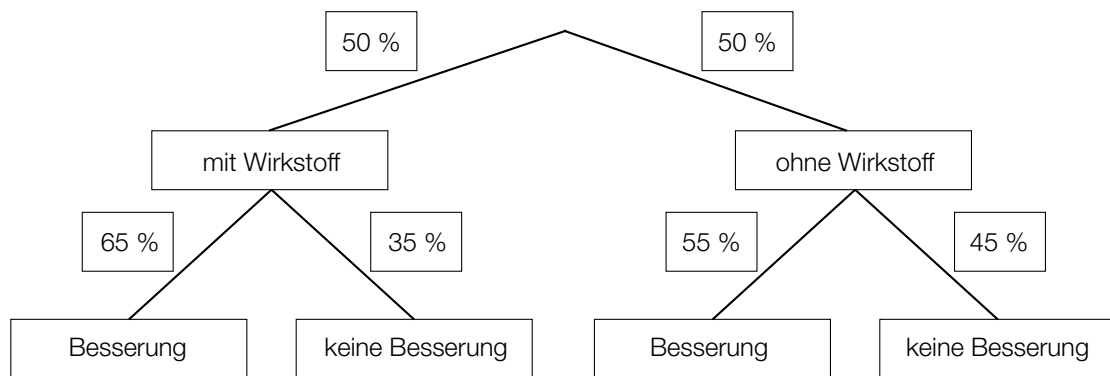 50 %
50 %
mit Wirkstoff
ohne Wirkstoff
65 %
35 %
55 %
45 %
Besserung
keine Besserung
Besserung
keine Besserung